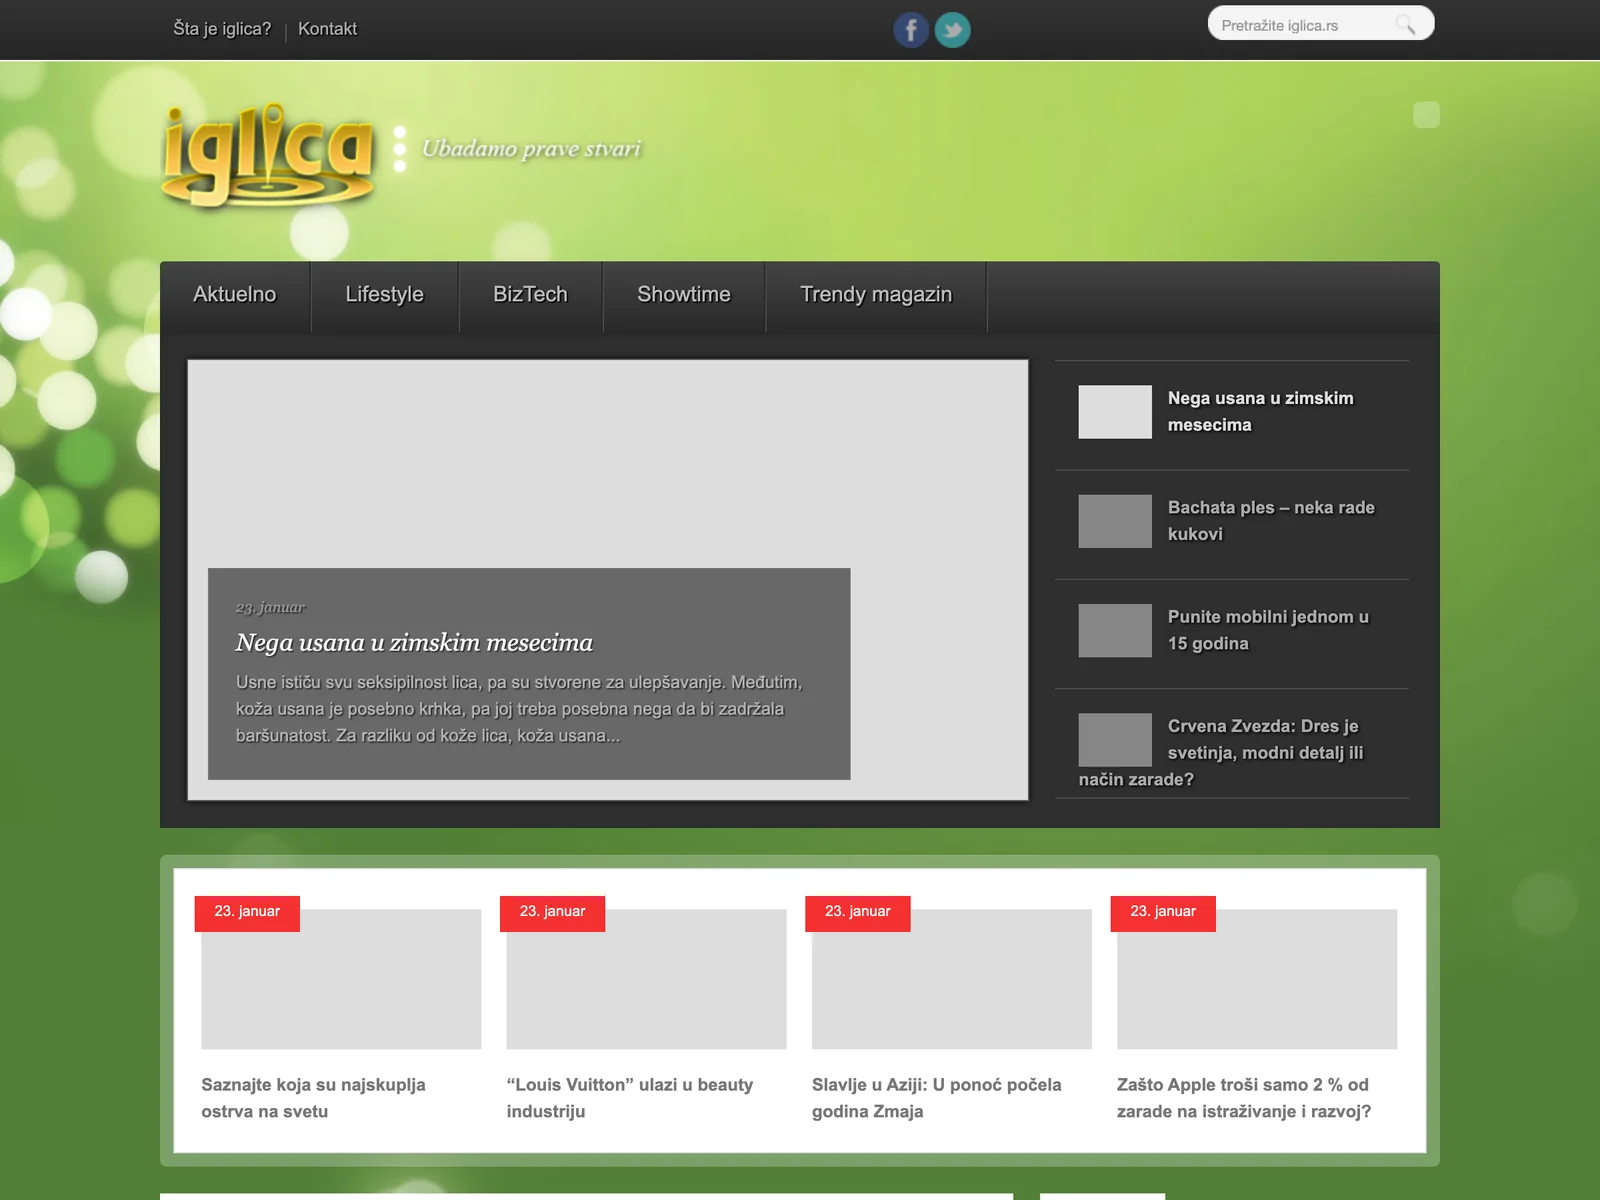 Šta je iglica?
Kontakt
Pretražite iglica.rs
iglica
Ubadamo prave stvari
Aktuelno
Lifestyle
BizTech
Showtime
Trendy magazin
23. januar
Nega usana u zimskim mesecima
Usne ističu svu seksipilnost lica, pa su stvorene za ulepšavanje. Međutim,
koža usana je posebno krhka, pa joj treba posebna nega da bi zadržala
baršunatost. Za razliku od kože lica, koža usana...
Nega usana u zimskim
mesecima
Bachata ples – neka rade
kukovi
Punite mobilni jednom u
15 godina
Crvena Zvezda: Dres je
svetinja, modni detalj ili
način zarade?
23. januar
Saznajte koja su najskuplja
ostrva na svetu
23. januar
“Louis Vuitton” ulazi u beauty
industriju
23. januar
Slavlje u Aziji: U ponoć počela
godina Zmaja
23. januar
Zašto Apple troši samo 2 % od
zarade na istraživanje i razvoj?